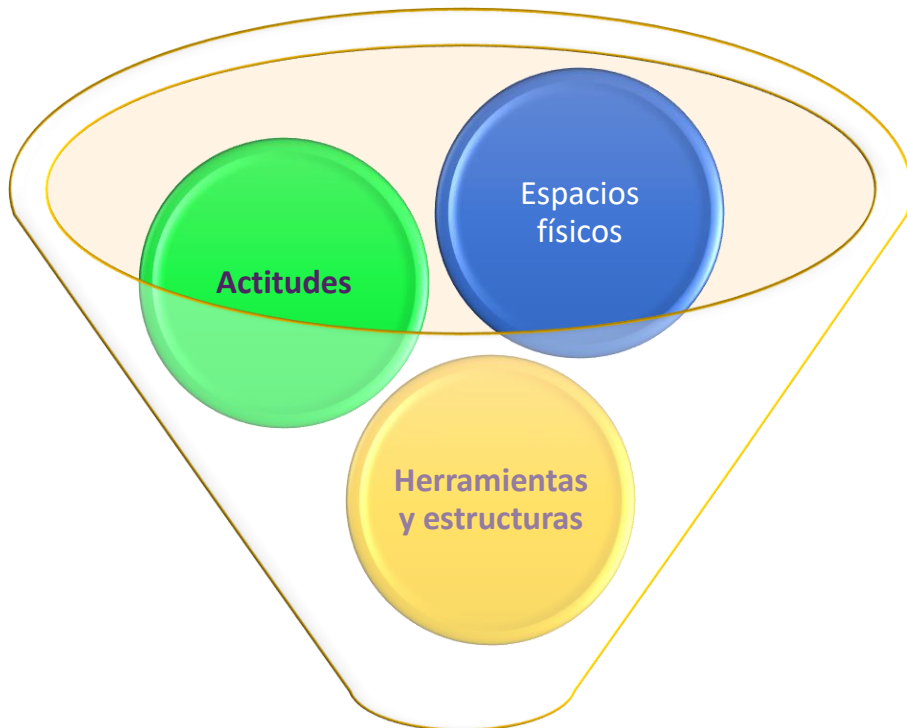 Espacios
físicos
Actitudes
Herramientas
y estructuras